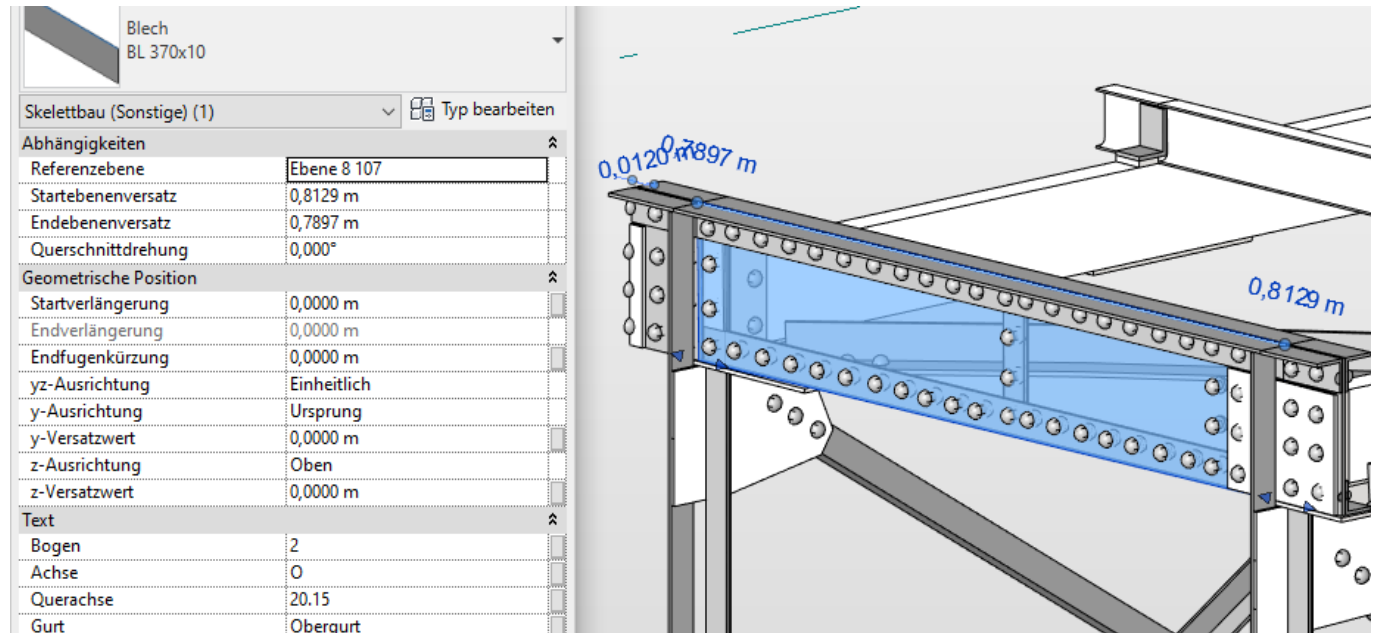 Blech
BL 370x10
Skelettbau (Sonstige) (1) Typ bearbeiten
Abhängigkeiten
Referenzebene Ebene 8 107
Startebenenversatz 0,8129 m
Endebenenversatz 0,7897 m
Querschnittdrehung 0,000°
Geometrische Position
Startverlängerung 0,0000 m
Endverlängerung 0,0000 m
Endfugenkürzung 0,0000 m
yz-Ausrichtung Einheitlich
y-Ausrichtung Ursprung
y-Versatzwert 0,0000 m
z-Ausrichtung Oben
z-Versatzwert 0,0000 m
Text
Bogen 2
Achse O
Querachse 20.15
Gurt Obergurt
0,0120 m
0,7897 m
0,8129 m